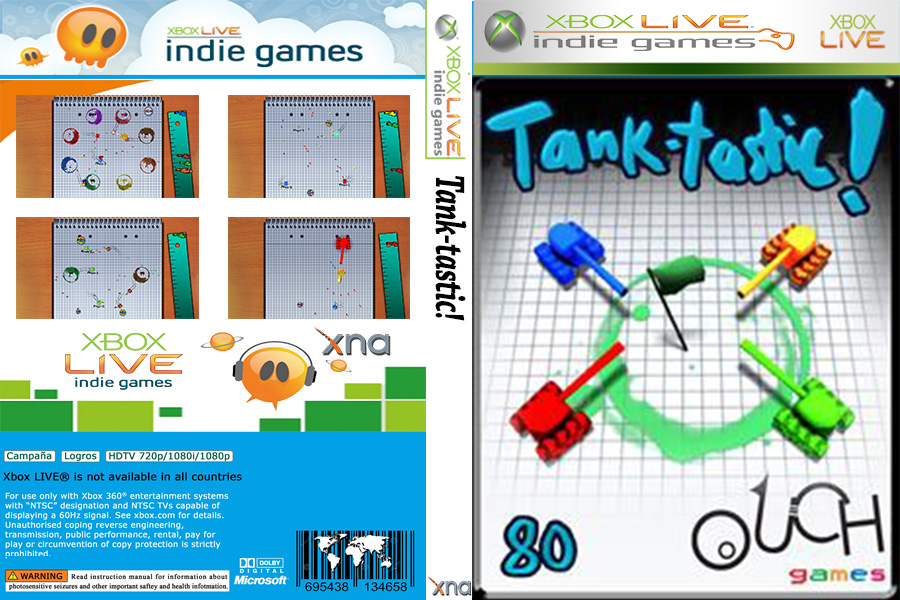 XBOX LIVE
indie games
XBOX LIVE
indie games
xna
Campaña
Logros
HDTV 720p/1080i/1080p
Xbox LIVE® is not available in all countries
For use only with Xbox 360® entertainment systems
with "NTSC" designation and NTSC TVs capable of
displaying a 60Hz signal. See xbox.com for details.
Unauthorised coping reverse engineering,
transmission, public performance, rental, pay for
play or circumvention of copy protection is strictly
prohibited.
WARNING Read instruction manual for information about
photosensitive seizures and other important saftey and health infotmation.
DOLBY
DIGITAL
Microsoft
695438 134658
XBOX LIVE
indie games
Tank-tastic!
xna
XBOX LIVE
indie games
XBOX
LIVE
Tank-tastic!
80
OUCH
games